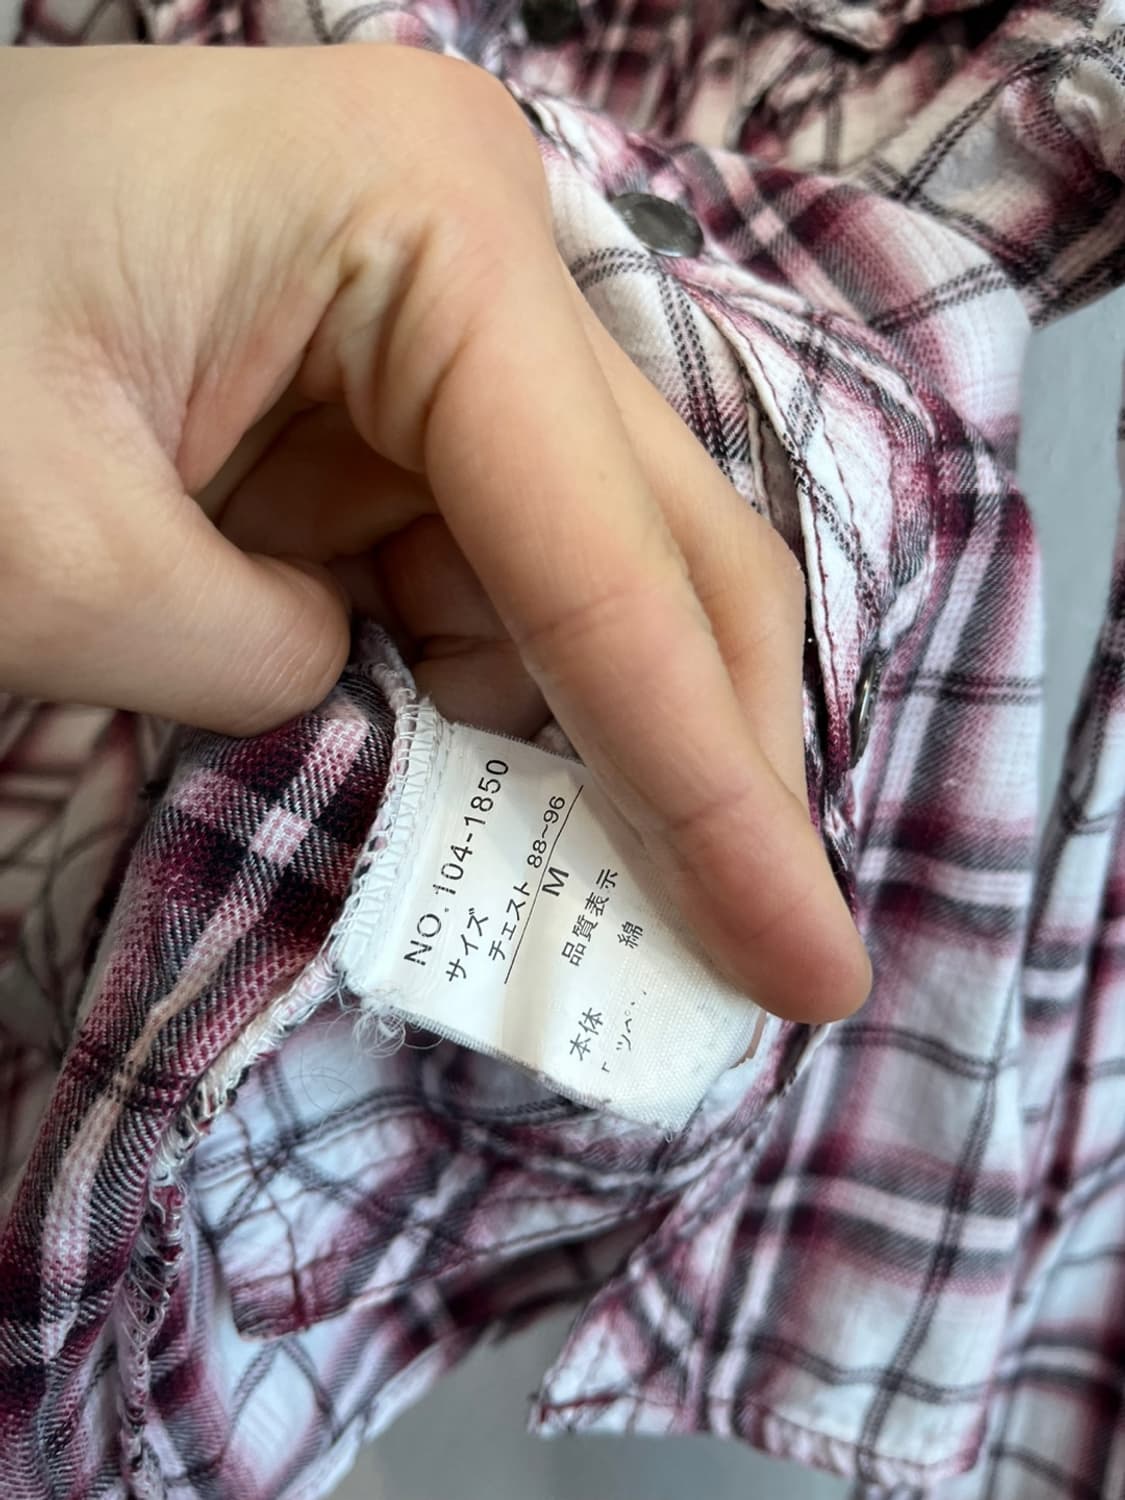 NO. 104-1850
サイズ
チェスト 88~96
M
品質表示
本体 綿